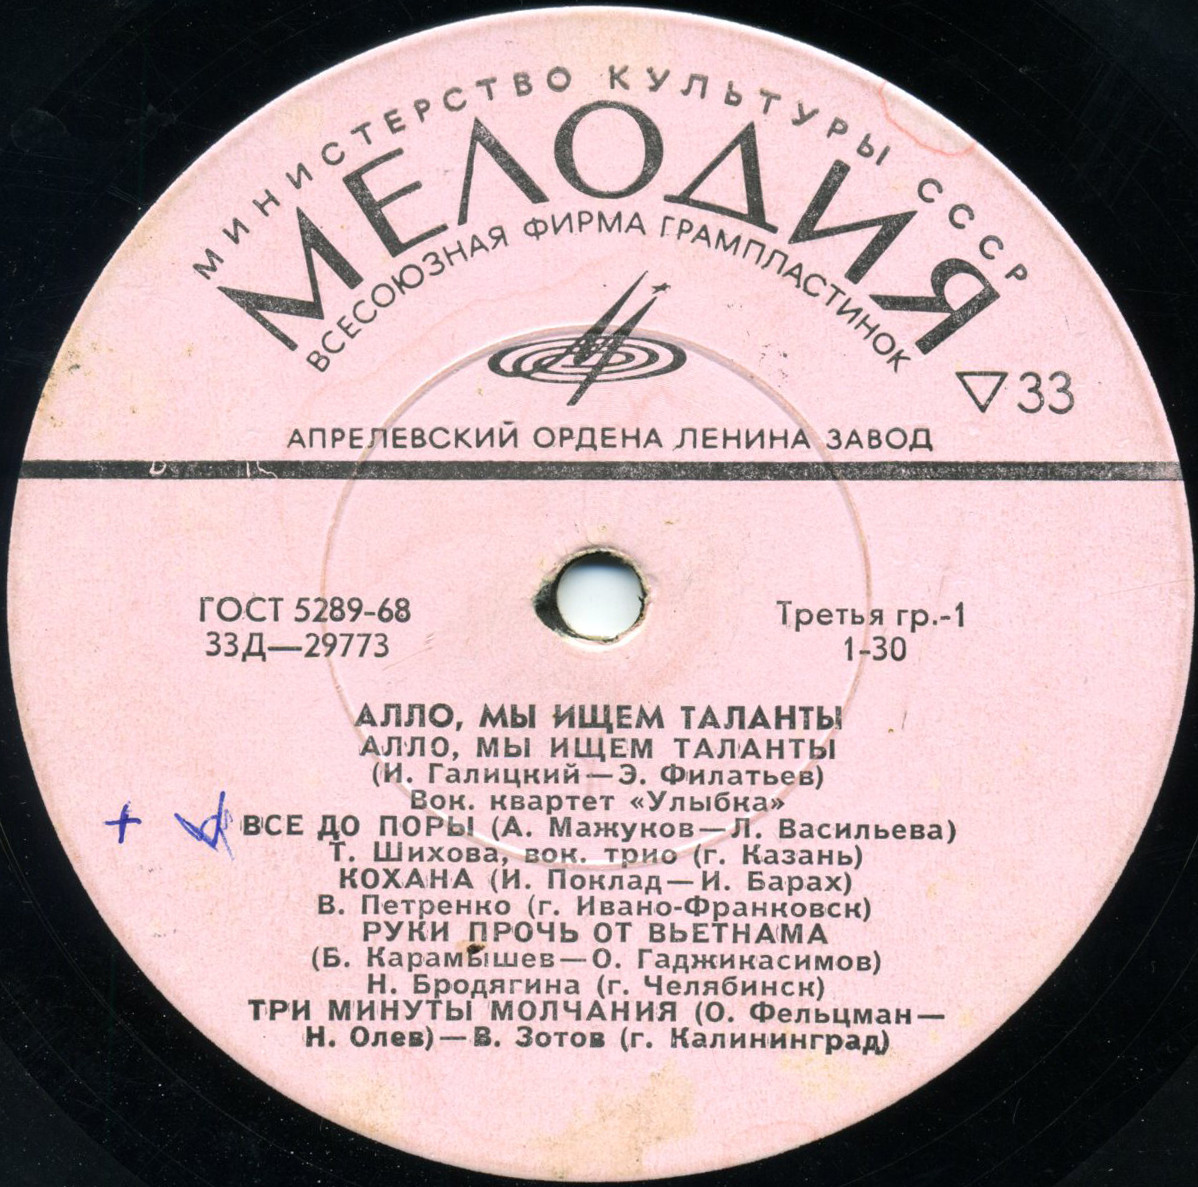 МИНИСТЕРСТВО КУЛЬТУРЫ СССР
МЕЛОДИЯ
ВСЕСОЮЗНАЯ ФИРМА ГРАМПЛАСТИНОК
33
АПРЕЛЕВСКИЙ ОРДЕНА ЛЕНИНА ЗАВОД
ГОСТ 5289-68
33Д—29773
Третья гр.-1
1-30
АЛЛО, МЫ ИЩЕМ ТАЛАНТЫ
АЛЛО, МЫ ИЩЕМ ТАЛАНТЫ
(И. Галицкий—Э. Филатьев)
Вок. квартет «Улыбка»
+ ВСЕ ДО ПОРЫ (А. Мажуков—Л. Васильева)
Т. Шихова, вок. трио (г. Казань)
КОХАНА (И. Поклад—И. Барах)
В. Петренко (г. Ивано-Франковск)
РУКИ ПРОЧЬ ОТ ВЬЕТНАМА
(Б. Карамышев—О. Гаджикасимов)
Н. Бродягина (г. Челябинск)
ТРИ МИНУТЫ МОЛЧАНИЯ (О. Фельцман—
Н. Олев)—В. Зотов (г. Калининград)